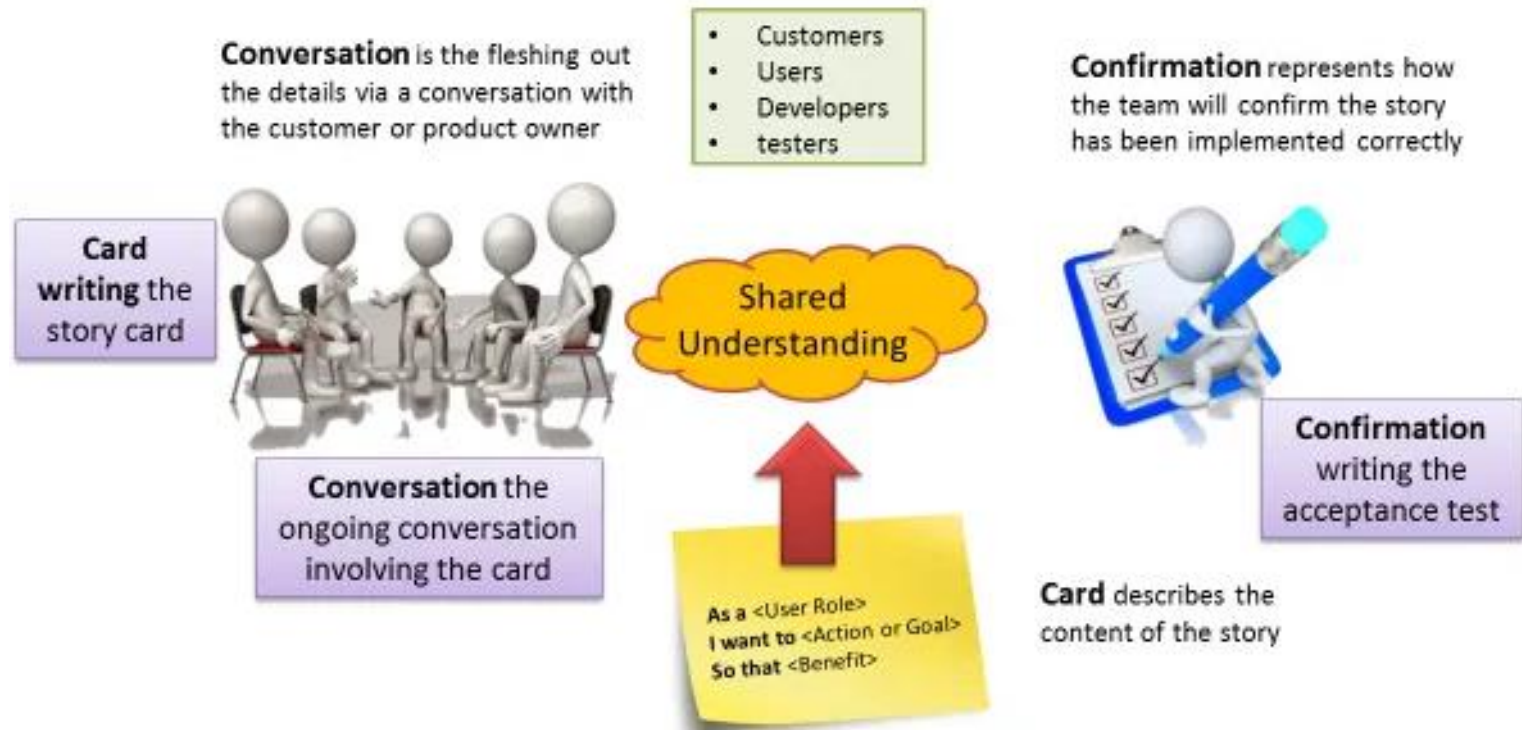 Conversation is the fleshing out
the details via a conversation with
the customer or product owner
• Customers
• Users
• Developers
• testers
Confirmation represents how
the team will confirm the story
has been implemented correctly
Card
writing the
story card
Shared
Understanding
Conversation the
ongoing conversation
involving the card
Confirmation
writing the
acceptance test
As a <User Role>
I want to <Action or Goal>
So that <Benefit>
Card describes the
content of the story